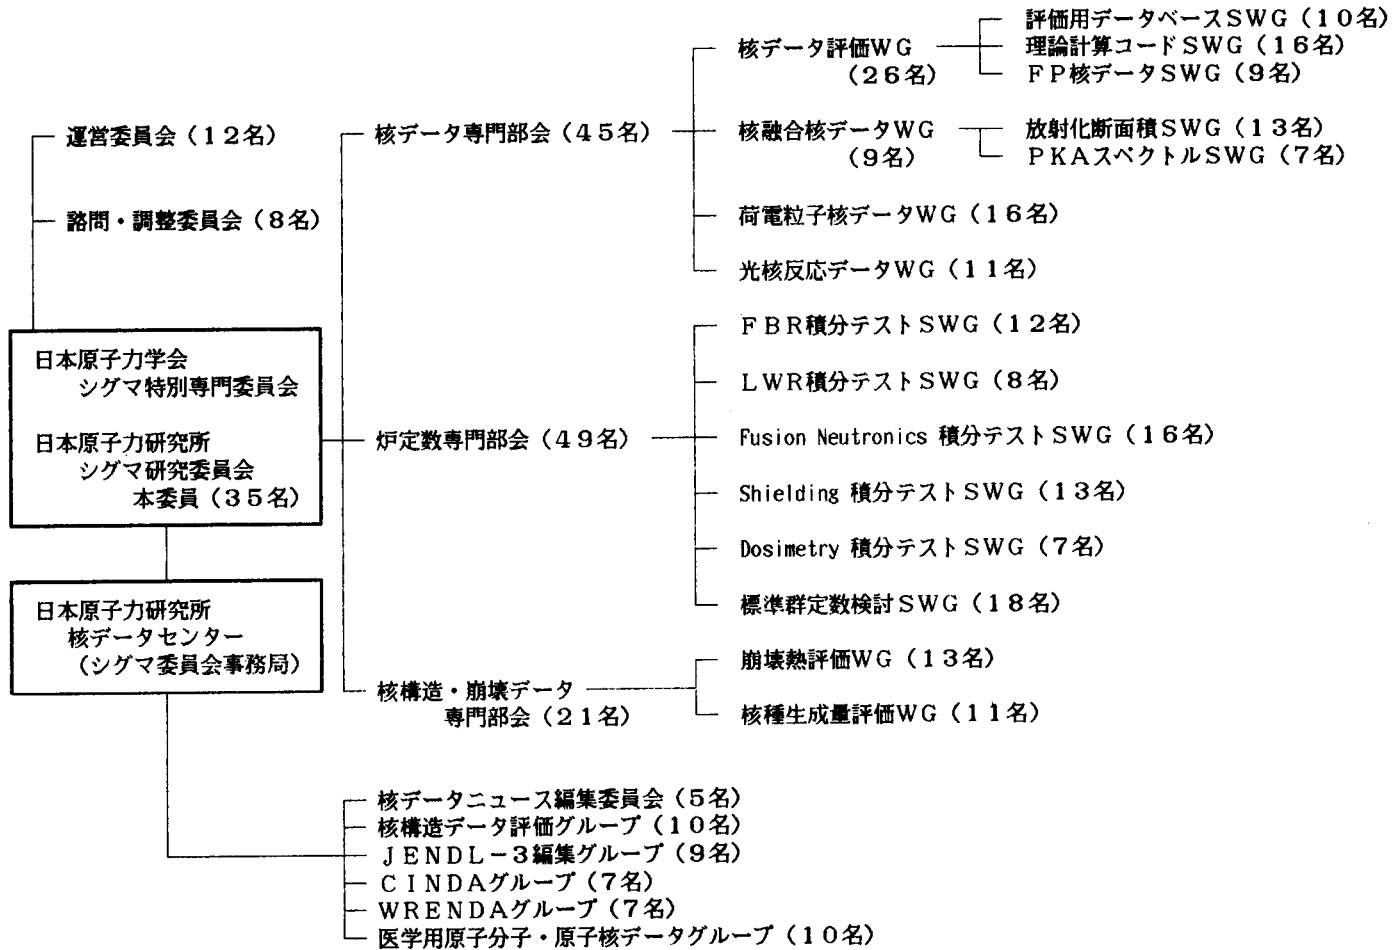 運営委員会（12名）
諮問・調整委員会（8名）
日本原子力学会
シグマ特別専門委員会
日本原子力研究所
シグマ研究委員会
本委員（35名）
日本原子力研究所
核データセンター
（シグマ委員会事務局）
核データ専門部会（45名）
核データ評価WG
（26名）
評価用データベースSWG（10名）
理論計算コードSWG（16名）
FP核データSWG（9名）
核融合核データWG
（9名）
放射化断面積SWG（13名）
PKAスペクトルSWG（7名）
荷電粒子核データWG（16名）
光核反応データWG（11名）
炉定数専門部会（49名）
FBR積分テストSWG（12名）
LWR積分テストSWG（8名）
Fusion Neutronics 積分テストSWG（16名）
Shielding 積分テストSWG（13名）
Dosimetry 積分テストSWG（7名）
標準群定数検討SWG（18名）
核構造・崩壊データ
専門部会（21名）
崩壊熱評価WG（13名）
核種生成量評価WG（11名）
核データニュース編集委員会（5名）
核構造データ評価グループ（10名）
JENDL-3編集グループ（9名）
CINDAグループ（7名）
WRENDAグループ（7名）
医学用原子分子・原子核データグループ（10名）